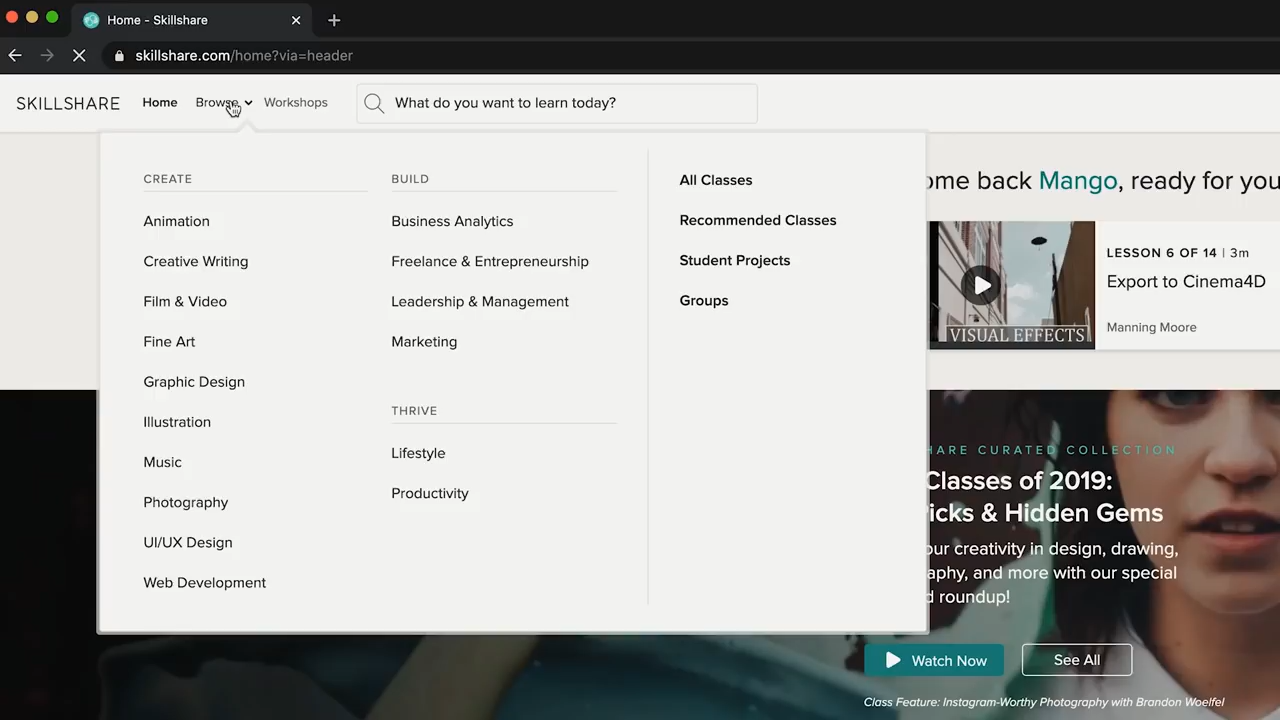 Home - Skillshare
skillshare.com/home?via=header
SKILLSHARE
Home
Browse
Workshops
What do you want to learn today?
CREATE
Animation
Creative Writing
Film & Video
Fine Art
Graphic Design
Illustration
Music
Photography
UI/UX Design
Web Development
BUILD
Business Analytics
Freelance & Entrepreneurship
Leadership & Management
Marketing
THRIVE
Lifestyle
Productivity
All Classes
Recommended Classes
Student Projects
Groups
ome back Mango, ready for you
VISUAL EFFECTS
LESSON 6 OF 14 | 3m
Export to Cinema4D
Manning Moore
HARE CURATED COLLECTION
Classes of 2019:
icks & Hidden Gems
our creativity in design, drawing,
aphy, and more with our special
d roundup!
Watch Now
See All
Class Feature: Instagram-Worthy Photography with Brandon Woelfel